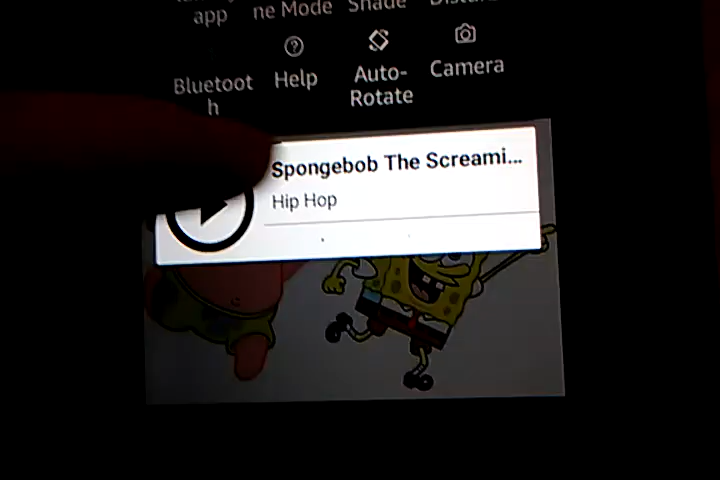 app
ne Mode
Shade
Help
Auto-
Rotate
Camera
Bluetoot
h
Spongebob The Screami...
Hip Hop